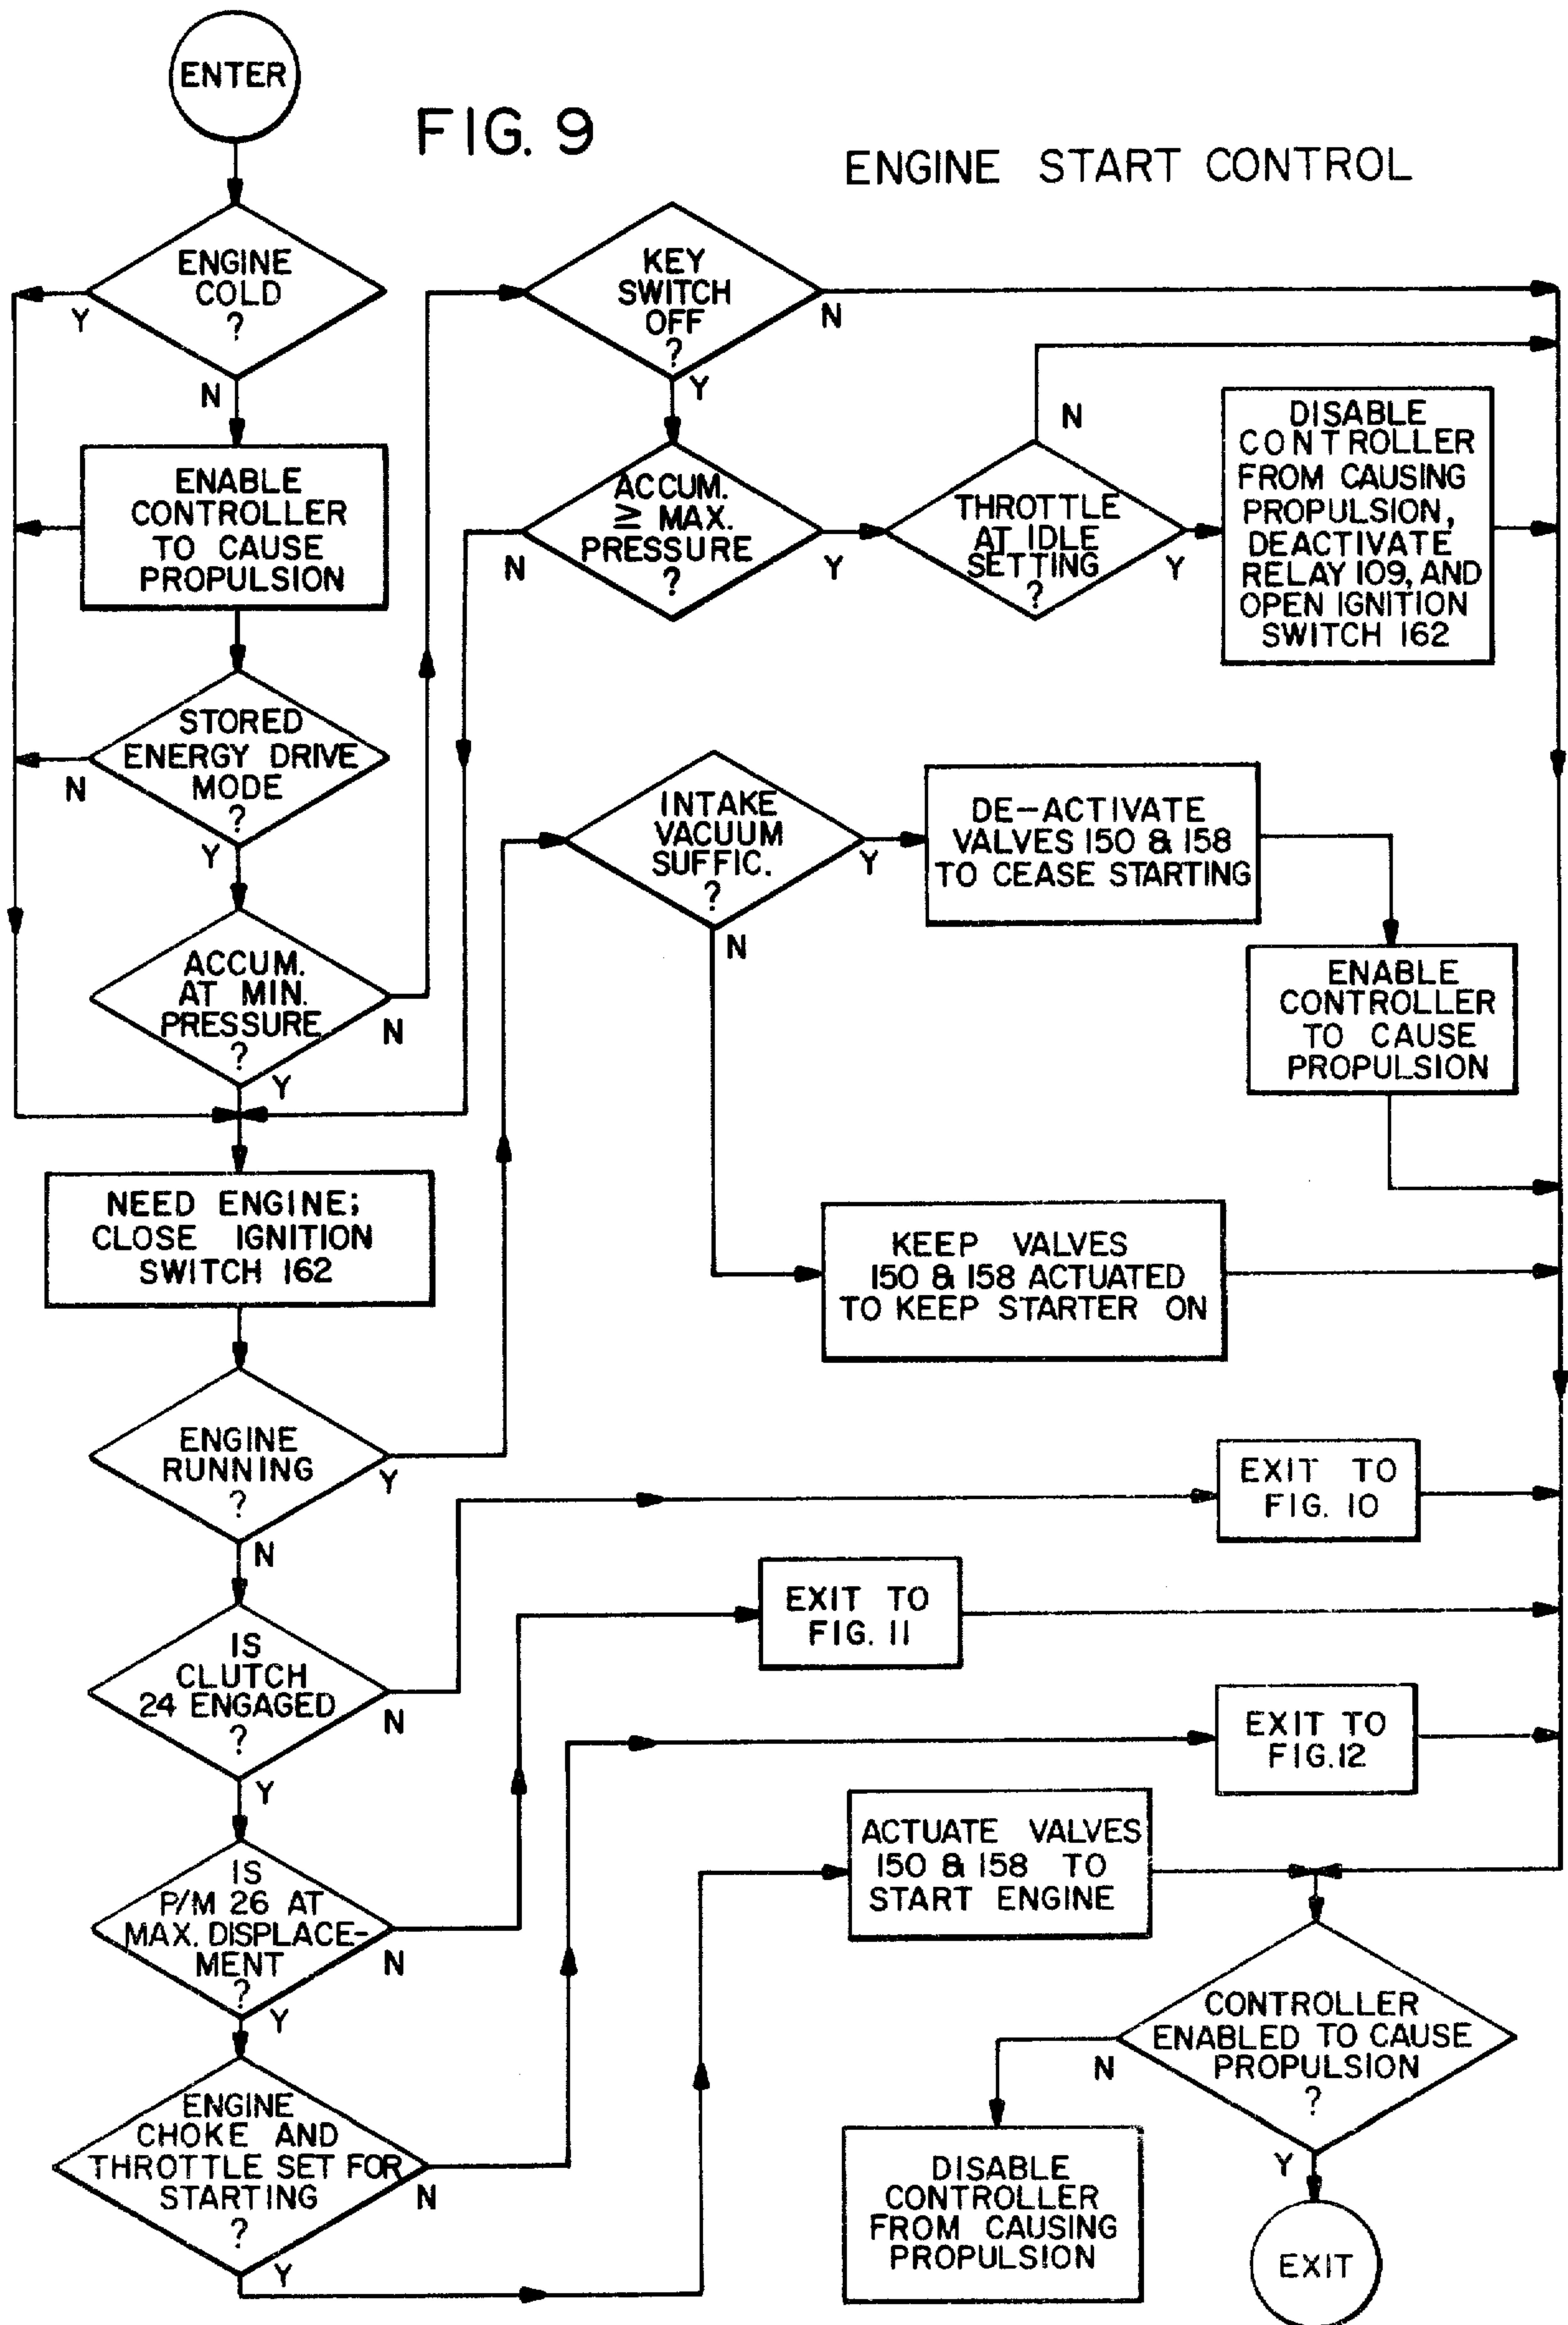 ENTER
FIG. 9
ENGINE START CONTROL
ENGINE
COLD
?
Y
N
KEY
SWITCH
OFF
?
N
Y
ENABLE
CONTROLLER
TO CAUSE
PROPULSION
ACCUM.
≥ MAX.
PRESSURE
?
N
Y
THROTTLE
AT IDLE
SETTING
?
N
Y
DISABLE
CONTROLLER
FROM CAUSING
PROPULSION,
DEACTIVATE
RELAY 109, AND
OPEN IGNITION
SWITCH 162
STORED
ENERGY DRIVE
MODE
?
N
Y
INTAKE
VACUUM
SUFFIC.
?
Y
N
DE-ACTIVATE
VALVES 150 & 158
TO CEASE STARTING
ACCUM.
AT MIN.
PRESSURE
?
N
Y
ENABLE
CONTROLLER
TO CAUSE
PROPULSION
NEED ENGINE;
CLOSE IGNITION
SWITCH 162
KEEP VALVES
150 & 158 ACTUATED
TO KEEP STARTER ON
ENGINE
RUNNING
?
Y
N
EXIT TO
FIG. 10
IS
CLUTCH
24 ENGAGED
?
N
Y
EXIT TO
FIG. 11
EXIT TO
FIG.12
IS
P/M 26 AT
MAX. DISPLACE-
MENT
?
N
Y
ACTUATE VALVES
150 & 158 TO
START ENGINE
ENGINE
CHOKE AND
THROTTLE SET FOR
STARTING
?
N
Y
CONTROLLER
ENABLED TO CAUSE
PROPULSION
?
N
Y
DISABLE
CONTROLLER
FROM CAUSING
PROPULSION
EXIT